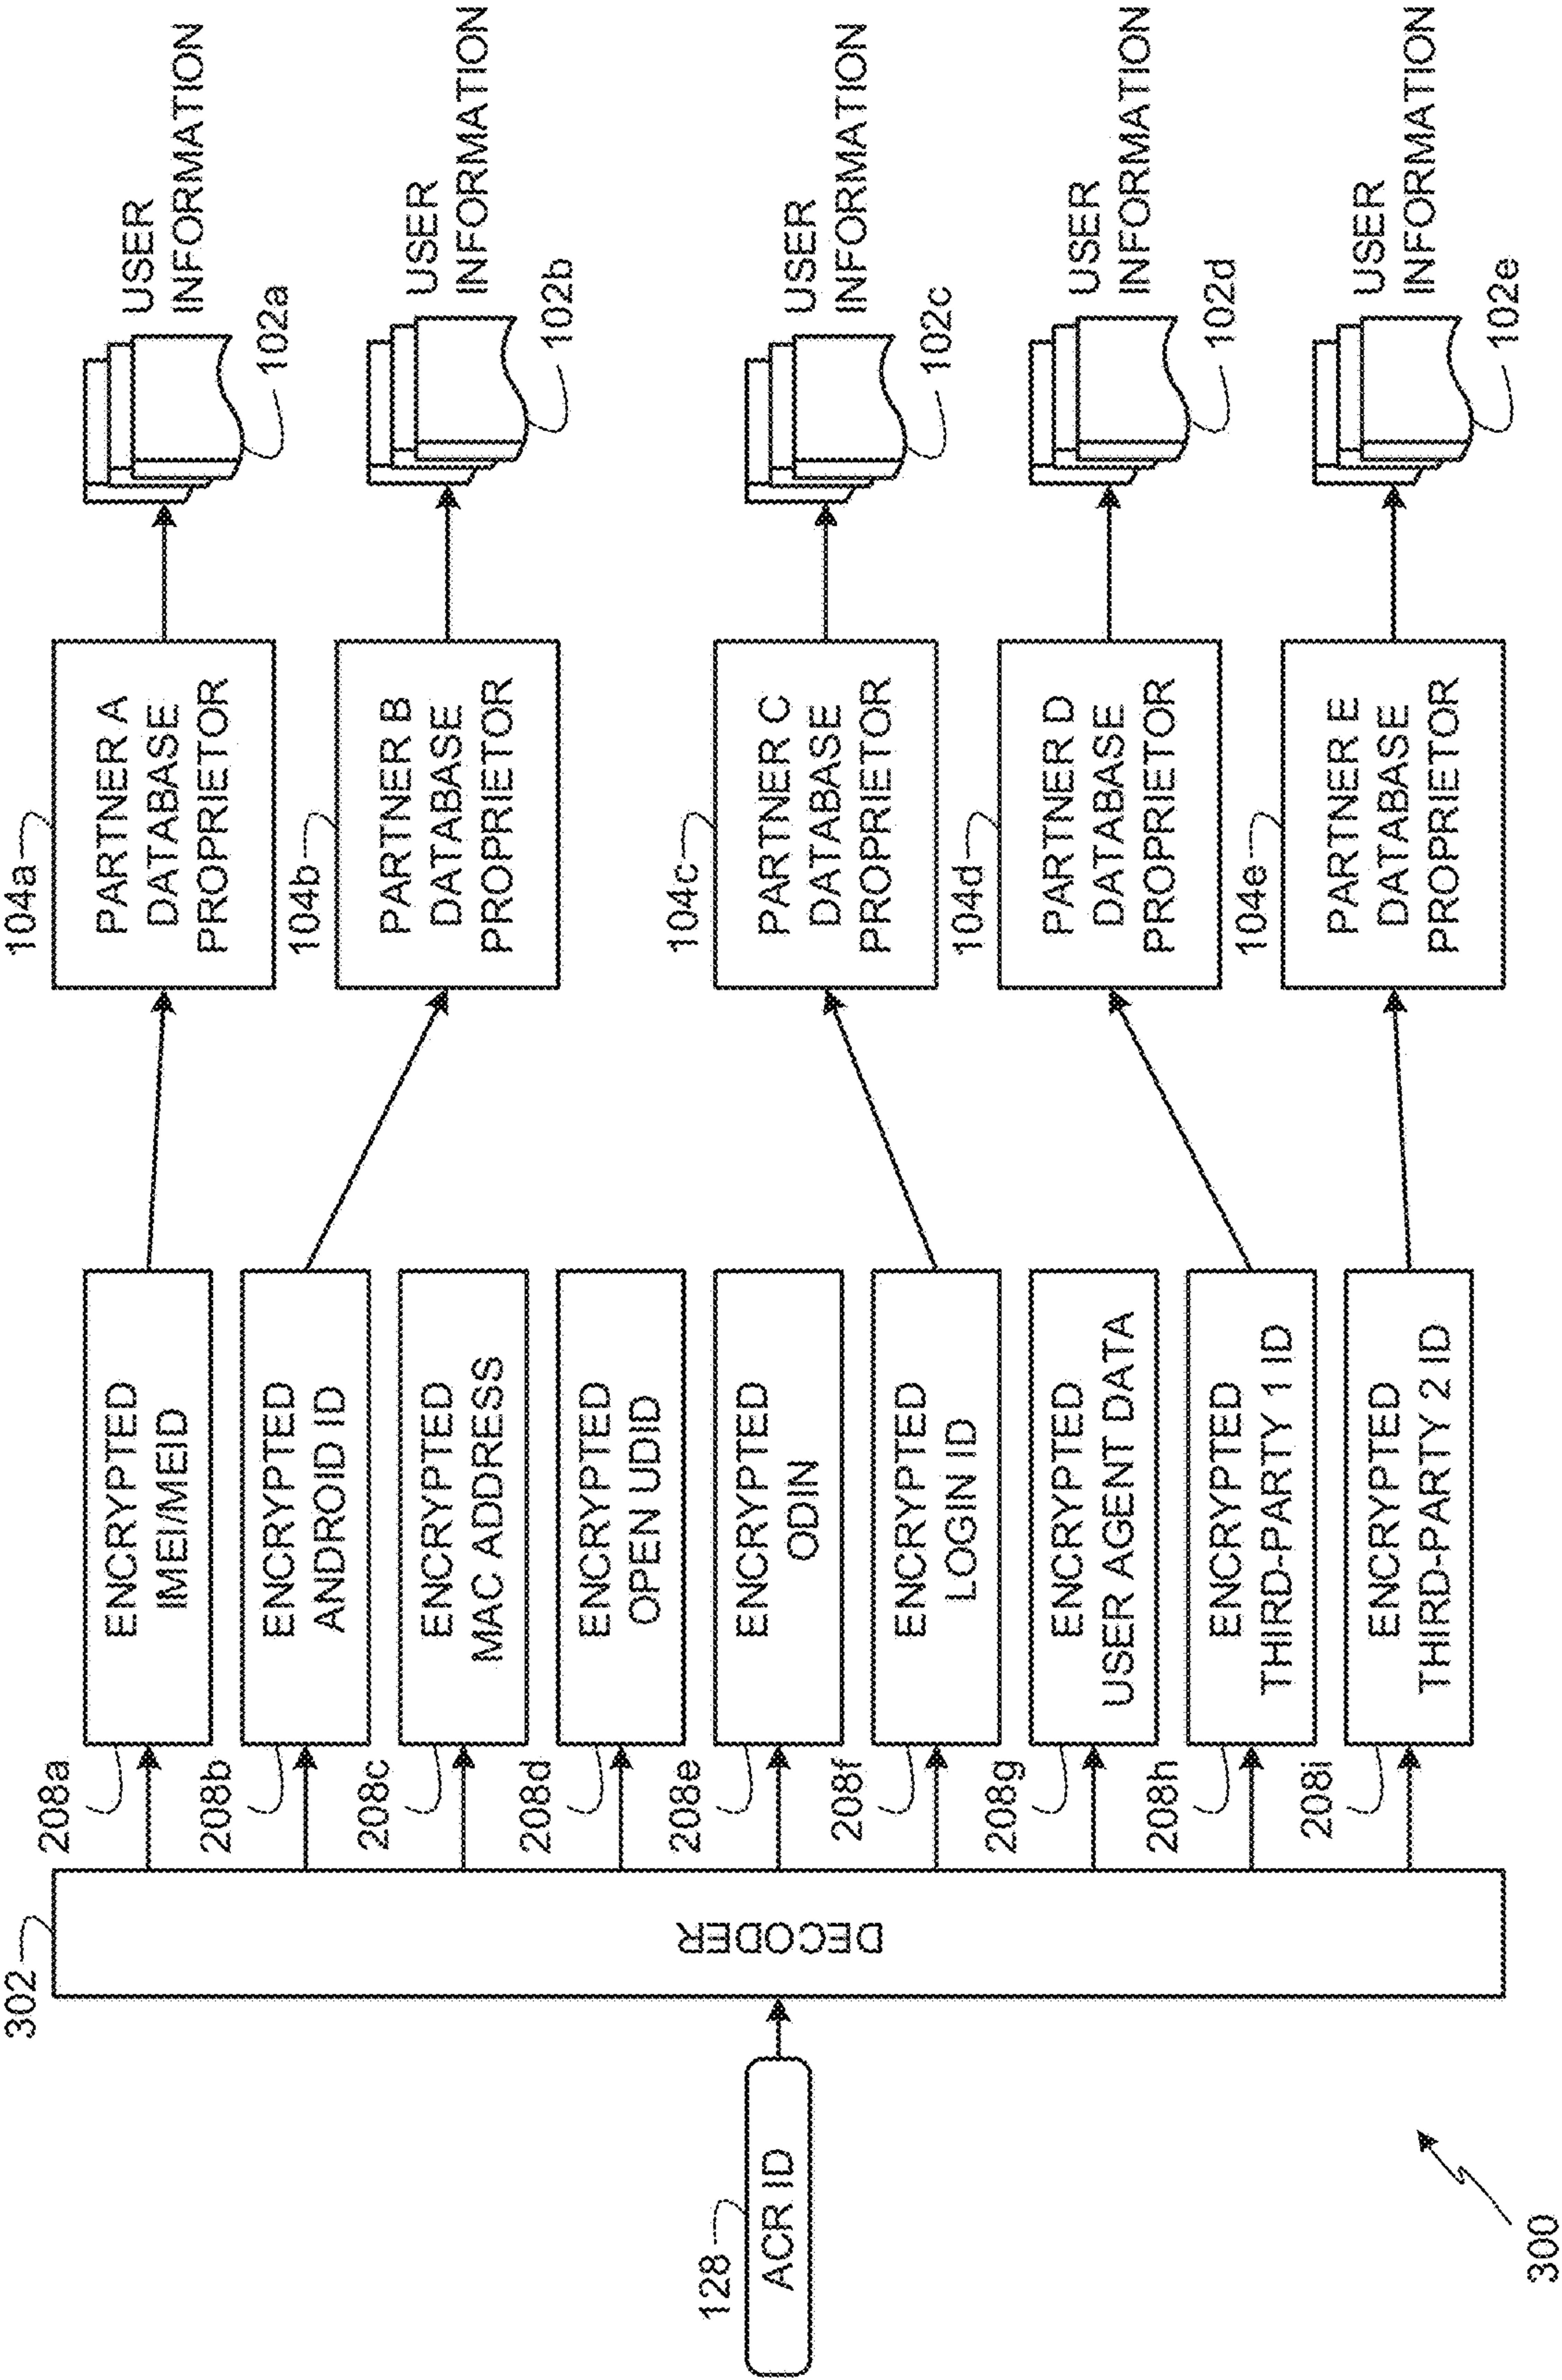 128
ACR ID
300
302
DECODER
208a
ENCRYPTED
IMEI/MEID
208b
ENCRYPTED
ANDROID ID
208c
ENCRYPTED
MAC ADDRESS
208d
ENCRYPTED
OPEN UDID
208e
ENCRYPTED
ODIN
208f
ENCRYPTED
LOGIN ID
208g
ENCRYPTED
USER AGENT DATA
208h
ENCRYPTED
THIRD-PARTY 1 ID
208i
ENCRYPTED
THIRD-PARTY 2 ID
104a
PARTNER A
DATABASE
PROPRIETOR
104b
PARTNER B
DATABASE
PROPRIETOR
104c
PARTNER C
DATABASE
PROPRIETOR
104d
PARTNER D
DATABASE
PROPRIETOR
104e
PARTNER E
DATABASE
PROPRIETOR
USER
INFORMATION
102a
USER
INFORMATION
102b
USER
INFORMATION
102c
USER
INFORMATION
102d
USER
INFORMATION
102e